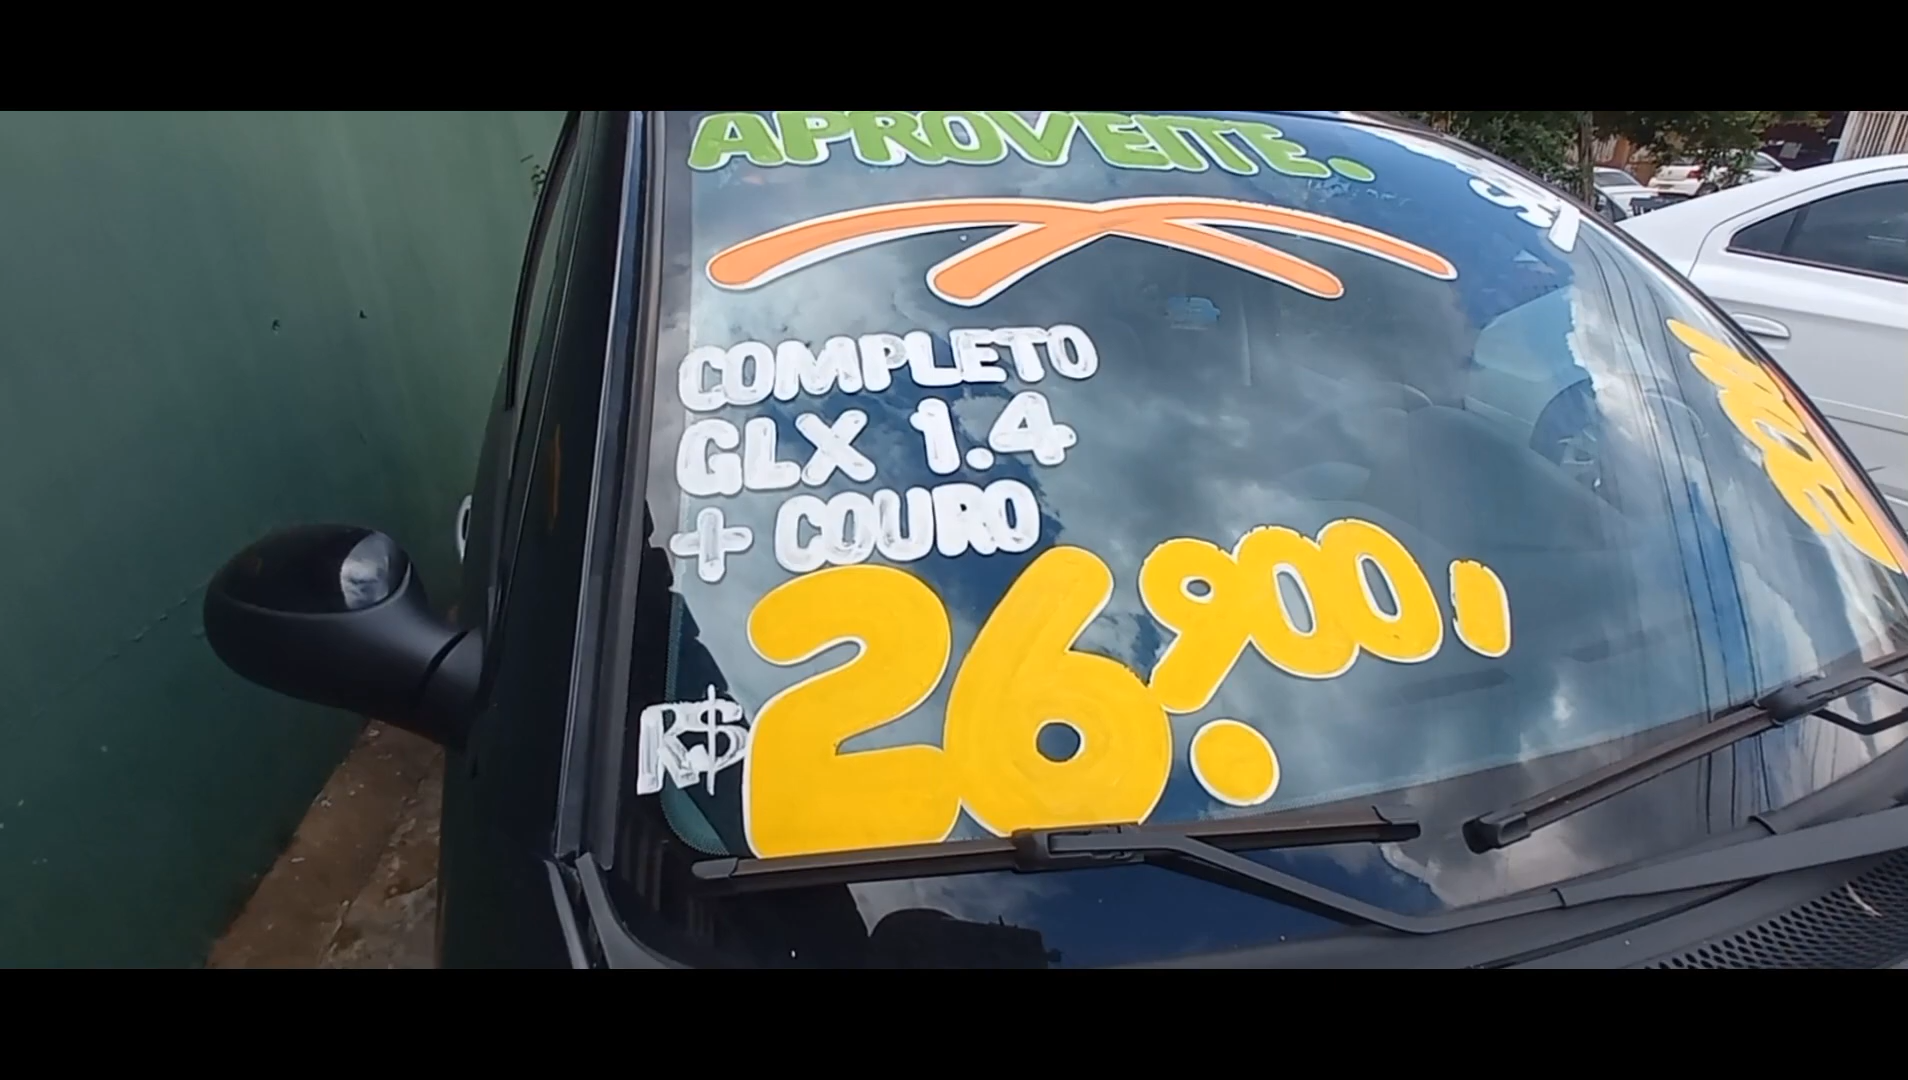 APROVEITE.
COMPLETO
GLX 1.4
+ COURO
R$ 26.900,